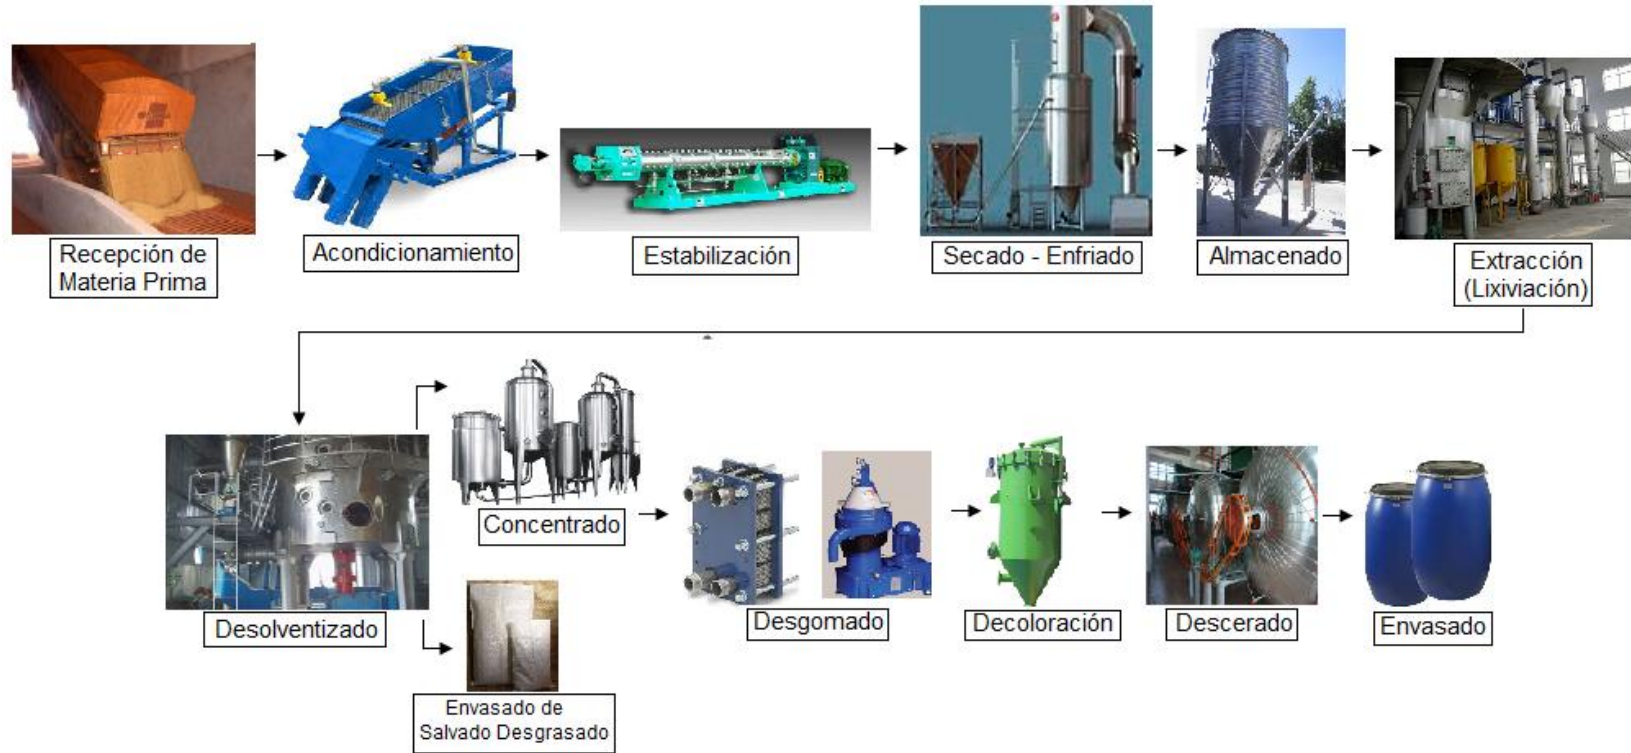 Recepción de
Materia Prima
Acondicionamiento
Estabilización
Secado - Enfriado
Almacenado
Extracción
(Lixiviación)
Desolventizado
Concentrado
Envasado de
Salvado Desgrasado
Desgomado
Decoloración
Descerado
Envasado